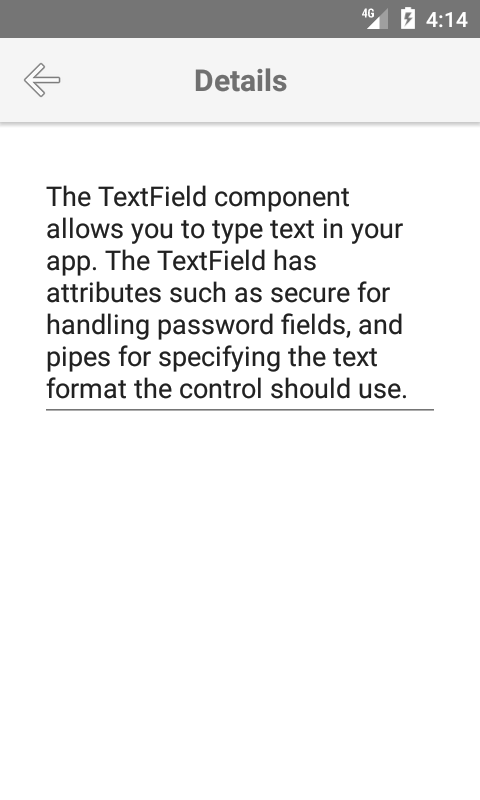 4G 4:14
Details
The TextField component
allows you to type text in your
app. The TextField has
attributes such as secure for
handling password fields, and
pipes for specifying the text
format the control should use.